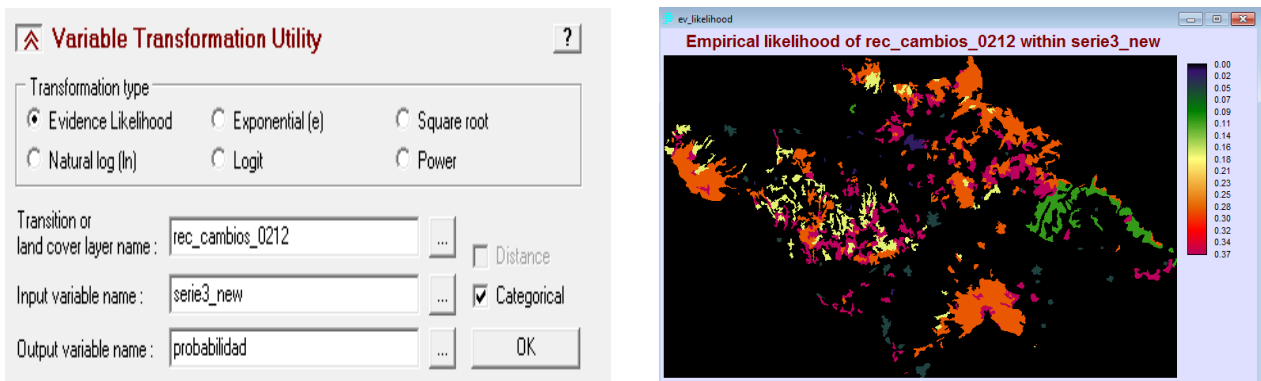 Variable Transformation Utility
?
Transformation type
Evidence Likelihood
Exponential (e)
Square root
Natural log (ln)
Logit
Power
Transition or
land cover layer name :
rec_cambios_0212
...
Distance
Input variable name :
serie3_new
...
Categorical
Output variable name :
probabilidad
...
OK
ev_likelihood
Empirical likelihood of rec_cambios_0212 within serie3_new
0.00
0.02
0.05
0.07
0.09
0.11
0.14
0.16
0.18
0.21
0.23
0.25
0.28
0.30
0.32
0.34
0.37